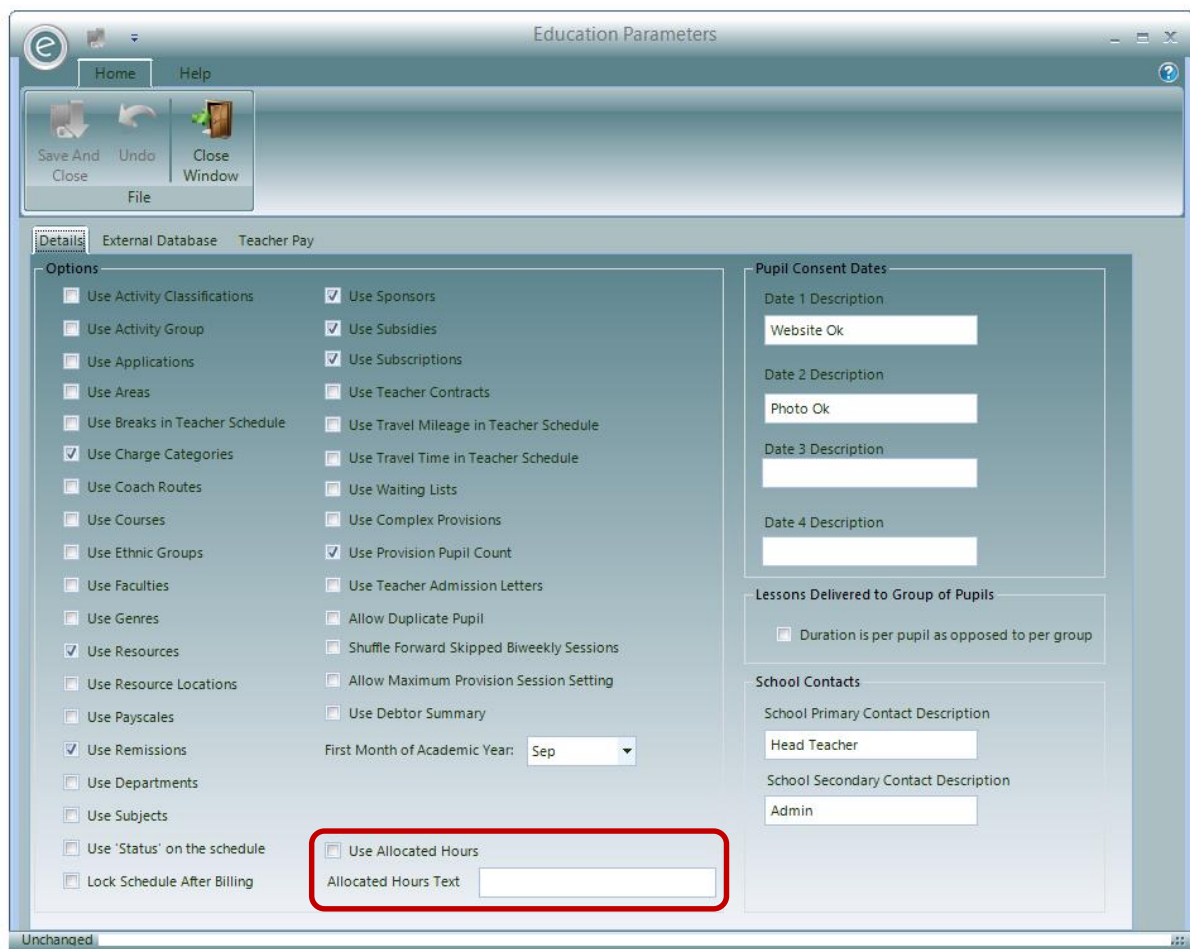 Education Parameters
Home Help
Save And Close
Undo
Close Window
File
Details External Database Teacher Pay
Options
Use Activity Classifications
Use Activity Group
Use Applications
Use Areas
Use Breaks in Teacher Schedule
Use Charge Categories
Use Coach Routes
Use Courses
Use Ethnic Groups
Use Faculties
Use Genres
Use Resources
Use Resource Locations
Use Payscales
Use Remissions
Use Departments
Use Subjects
Use 'Status' on the schedule
Lock Schedule After Billing
Use Sponsors
Use Subsidies
Use Subscriptions
Use Teacher Contracts
Use Travel Mileage in Teacher Schedule
Use Travel Time in Teacher Schedule
Use Waiting Lists
Use Complex Provisions
Use Provision Pupil Count
Use Teacher Admission Letters
Allow Duplicate Pupil
Shuffle Forward Skipped Biweekly Sessions
Allow Maximum Provision Session Setting
Use Debtor Summary
First Month of Academic Year: Sep
Use Allocated Hours
Allocated Hours Text
Pupil Consent Dates
Date 1 Description
Website Ok
Date 2 Description
Photo Ok
Date 3 Description
Date 4 Description
Lessons Delivered to Group of Pupils
Duration is per pupil as opposed to per group
School Contacts
School Primary Contact Description
Head Teacher
School Secondary Contact Description
Admin
Unchanged